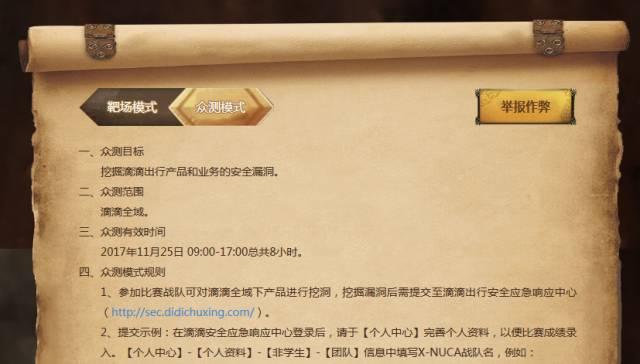 靶场模式 众测模式 举报作弊
一、众测目标
挖掘滴滴出行产品和业务的安全漏洞。
二、众测范围
滴滴全域。
三、众测有效时间
2017年11月25日 09:00-17:00总共8小时。
四、众测模式规则
1、参加比赛战队可对滴滴全域下产品进行挖洞，挖掘漏洞后需提交至滴滴出行安全应急响应中心
（http://sec.didichuxing.com/）。
2、提交示例：在滴滴安全应急响应中心登录后，请于【个人中心】完善个人资料，以便比赛成绩录
入。【个人中心】-【个人资料】-【非学生】-【团队】信息中填写X-NUCA战队名，例如：